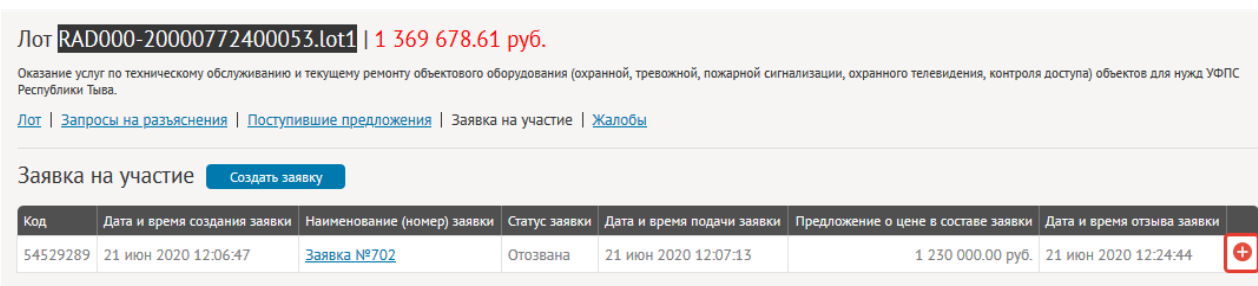 Лот RAD000-20000772400053.lot1 | 1 369 678.61 руб.
Оказание услуг по техническому обслуживанию и текущему ремонту объектового оборудования (охранной, тревожной, пожарной сигнализации, охранного телевидения, контроля доступа) объектов для нужд УФПС
Республики Тыва.
Лот | Запросы на разъяснения | Поступившие предложения | Заявка на участие | Жалобы
Заявка на участие Создать заявку
Код Дата и время создания заявки Наименование (номер) заявки Статус заявки Дата и время подачи заявки Предложение о цене в составе заявки Дата и время отзыва заявки
54529289 21 июн 2020 12:06:47 Заявка №702 Отозвана 21 июн 2020 12:07:13 1 230 000.00 руб. 21 июн 2020 12:24:44